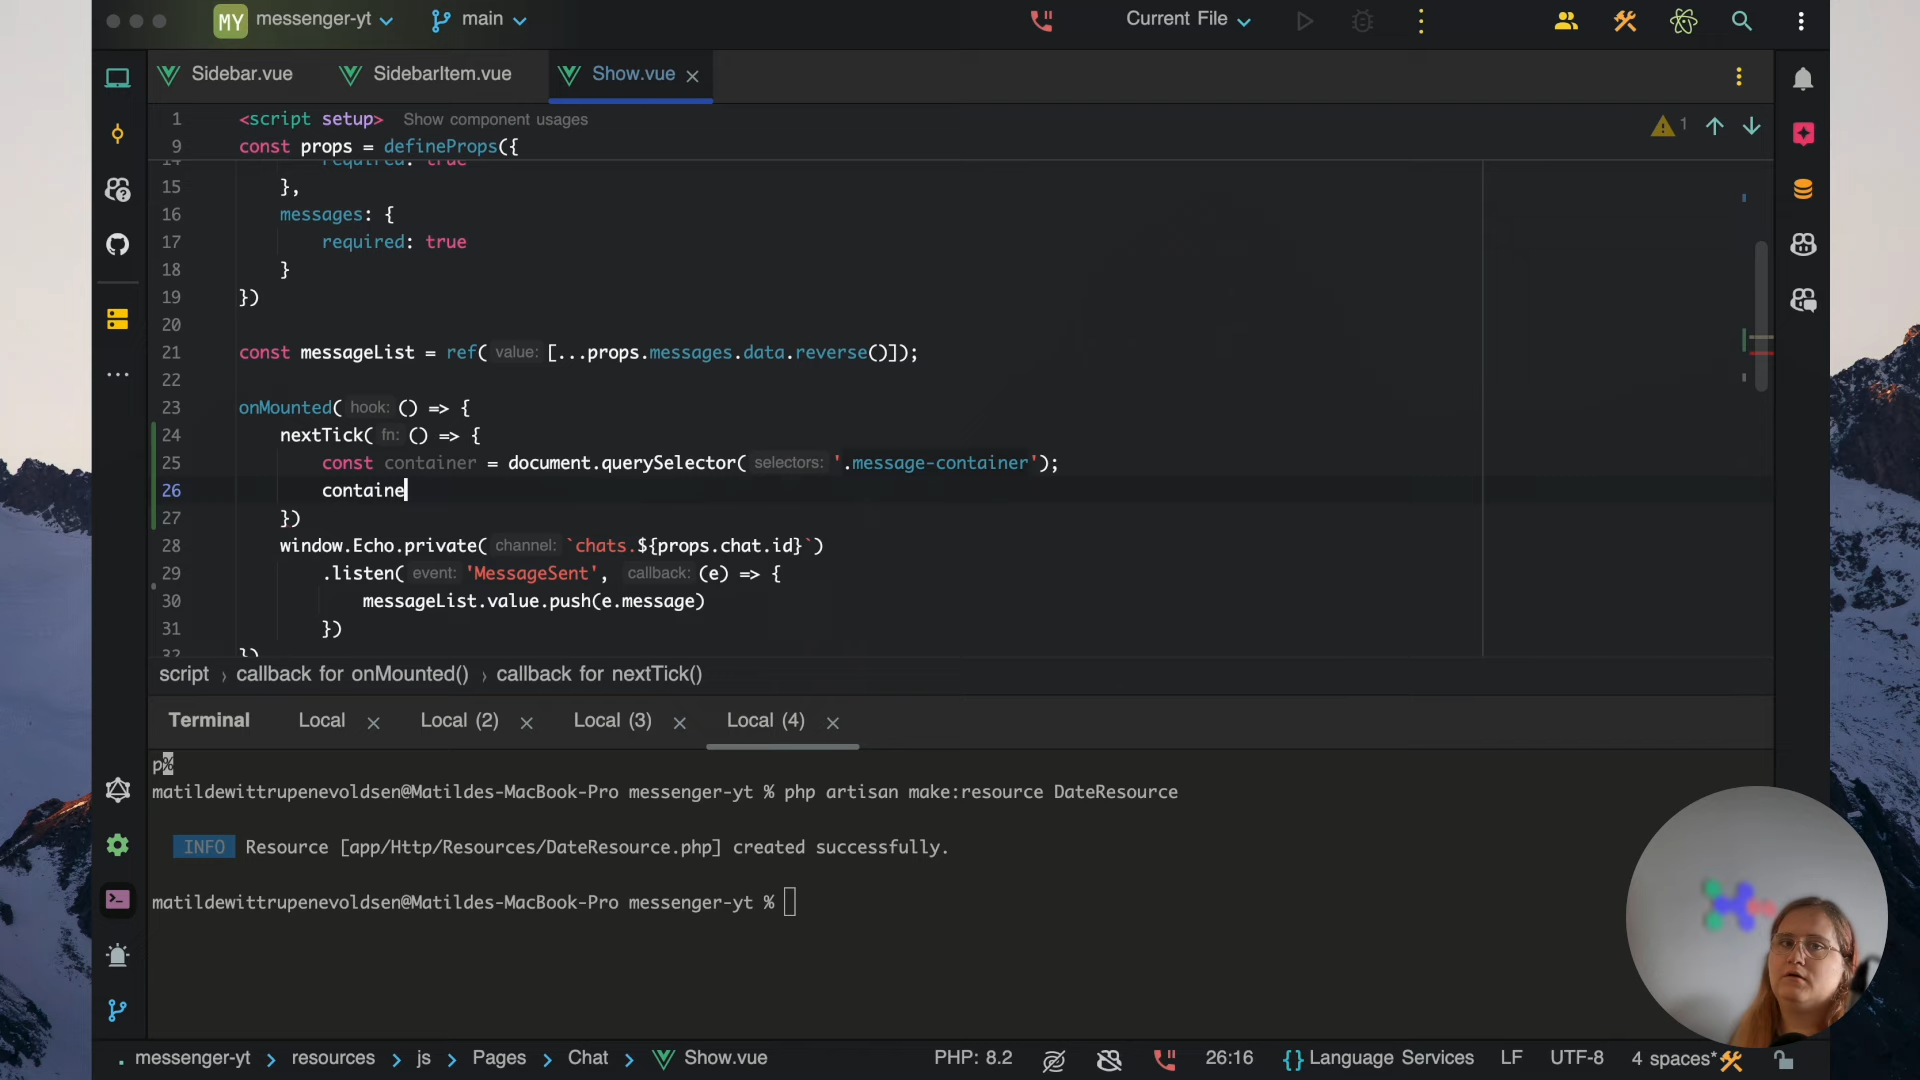 MY messenger-yt main Current File
Sidebar.vue SidebarItem.vue Show.vue
1 <script setup> Show component usages 1
9 const props = defineProps({
14 required: true
15 },
16 messages: {
17 required: true
18 }
19 })
20
21 const messageList = ref( value: [...props.messages.data.reverse()]);
22
23 onMounted( hook: () => {
24 nextTick( fn: () => {
25 const container = document.querySelector( selectors: '.message-container');
26 containe
27 })
28 window.Echo.private( channel: `chats.${props.chat.id}`)
29 .listen( event: 'MessageSent', callback: (e) => {
30 messageList.value.push(e.message)
31 })
32 })
script › callback for onMounted() › callback for nextTick()
Terminal Local Local (2) Local (3) Local (4)
p%
matildewittrupenevoldsen@Matildes-MacBook-Pro messenger-yt % php artisan make:resource DateResource
INFO Resource [app/Http/Resources/DateResource.php] created successfully.
matildewittrupenevoldsen@Matildes-MacBook-Pro messenger-yt %
messenger-yt > resources > js > Pages > Chat > Show.vue PHP: 8.2 26:16 {} Language Services LF UTF-8 4 spaces*